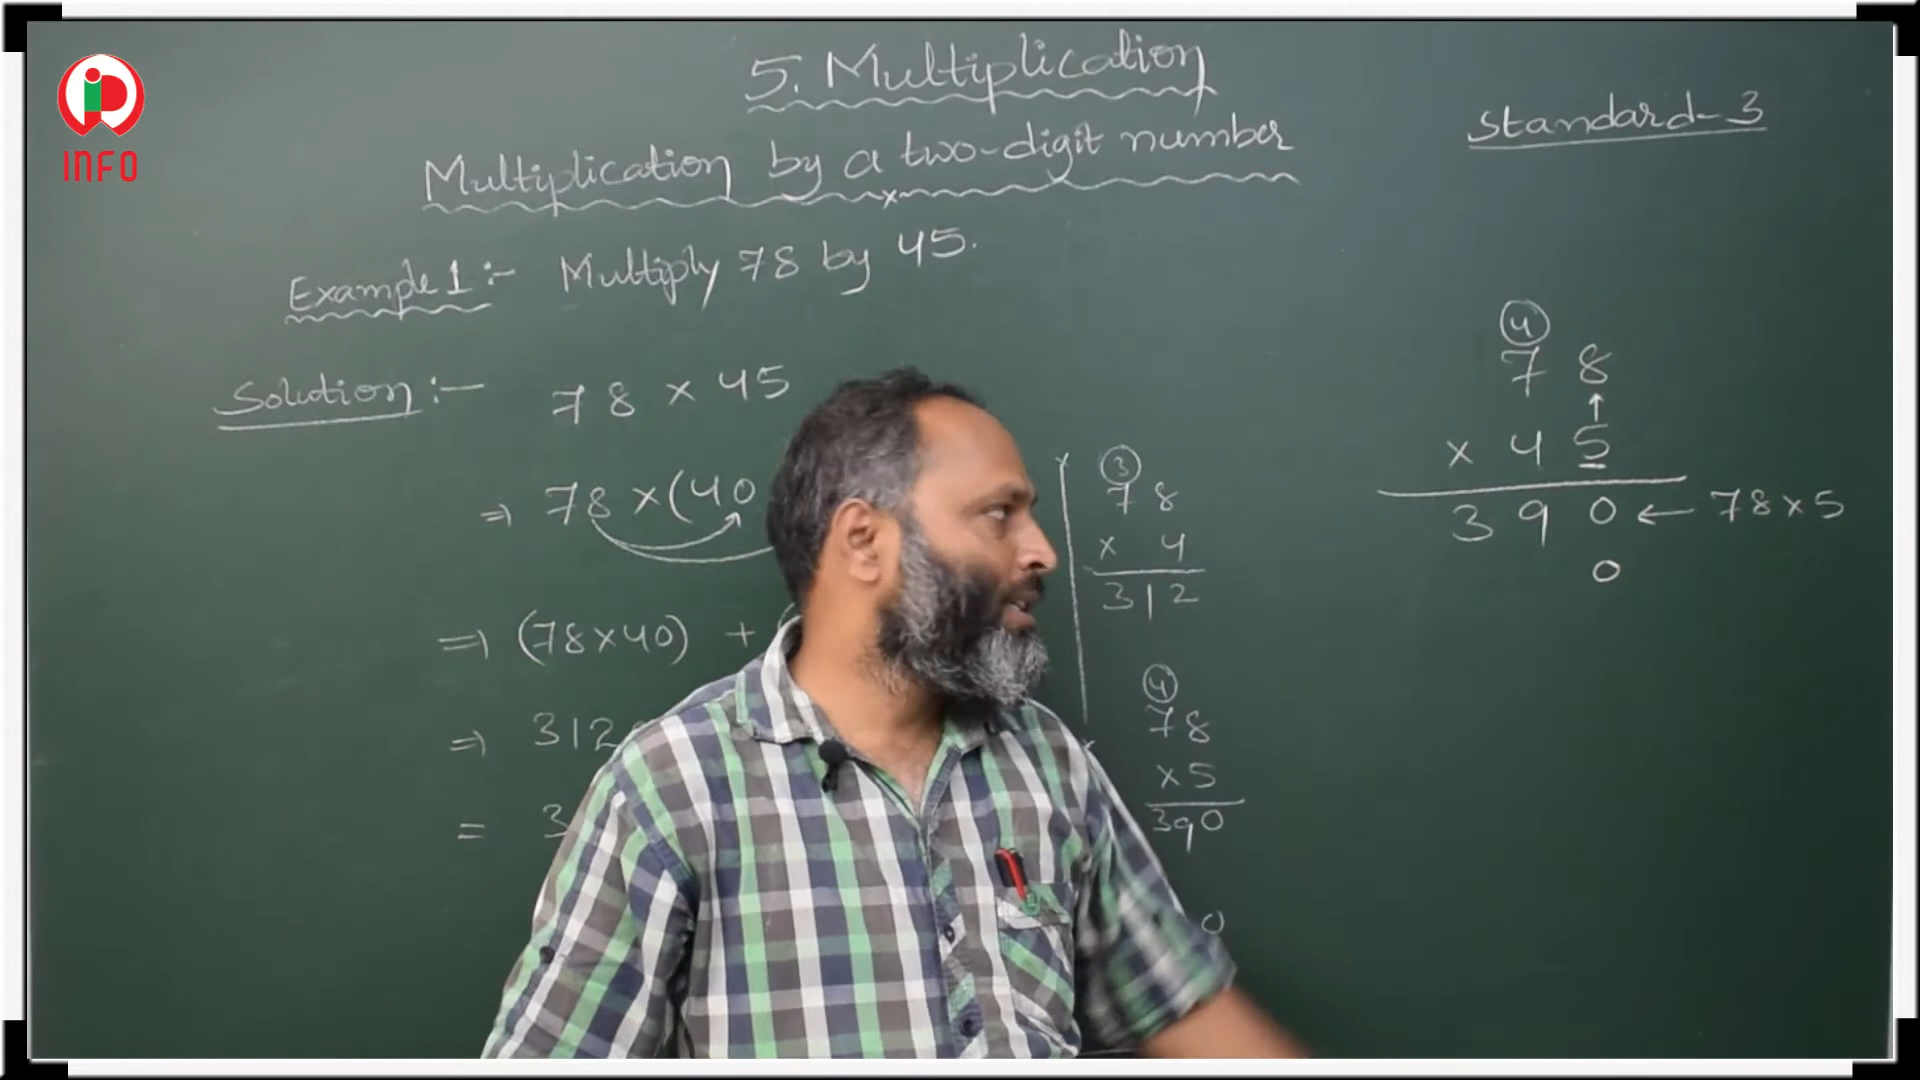 INFO
5. Multiplication
Standard-3
Multiplication by a two-digit number
Example 1:- Multiply 78 by 45.
Solution:- 78 × 45
⇒ 78 × (40
⇒ (78×40) +
⇒ 312
= 3
3
78
× 4
312
4
78
×5
390
0
4
78
× 45
390 ← 78×5
0